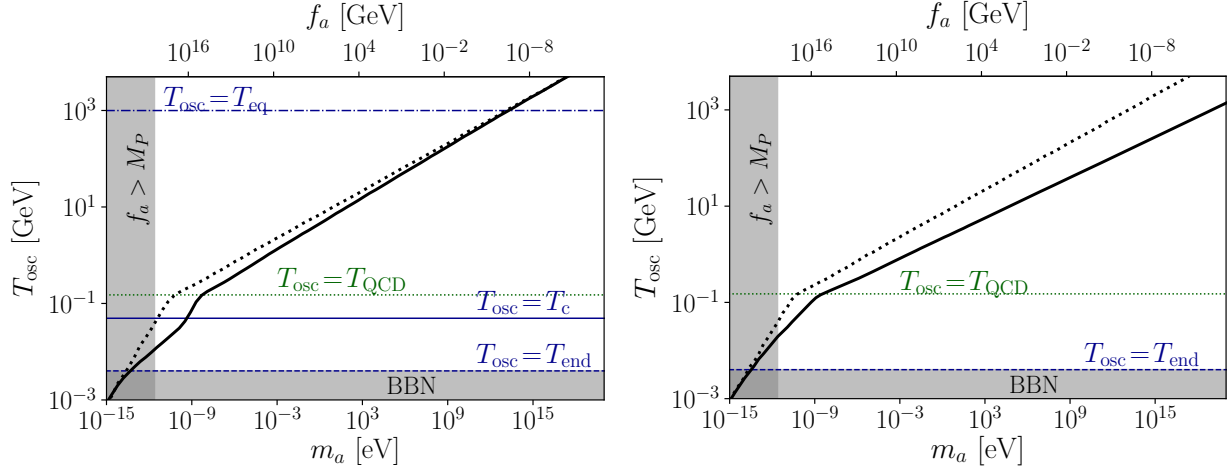 f_a [GeV]
10^16 10^10 10^4 10^-2 10^-8
T_osc [GeV]
10^3
10^1
10^-1
10^-3
f_a > M_P
T_osc = T_eq
T_osc = T_QCD
T_osc = T_c
T_osc = T_end
BBN
10^-15 10^-9 10^-3 10^3 10^9 10^15
m_a [eV]
f_a [GeV]
10^16 10^10 10^4 10^-2 10^-8
T_osc [GeV]
10^3
10^1
10^-1
10^-3
f_a > M_P
T_osc = T_QCD
T_osc = T_end
BBN
10^-15 10^-9 10^-3 10^3 10^9 10^15
m_a [eV]